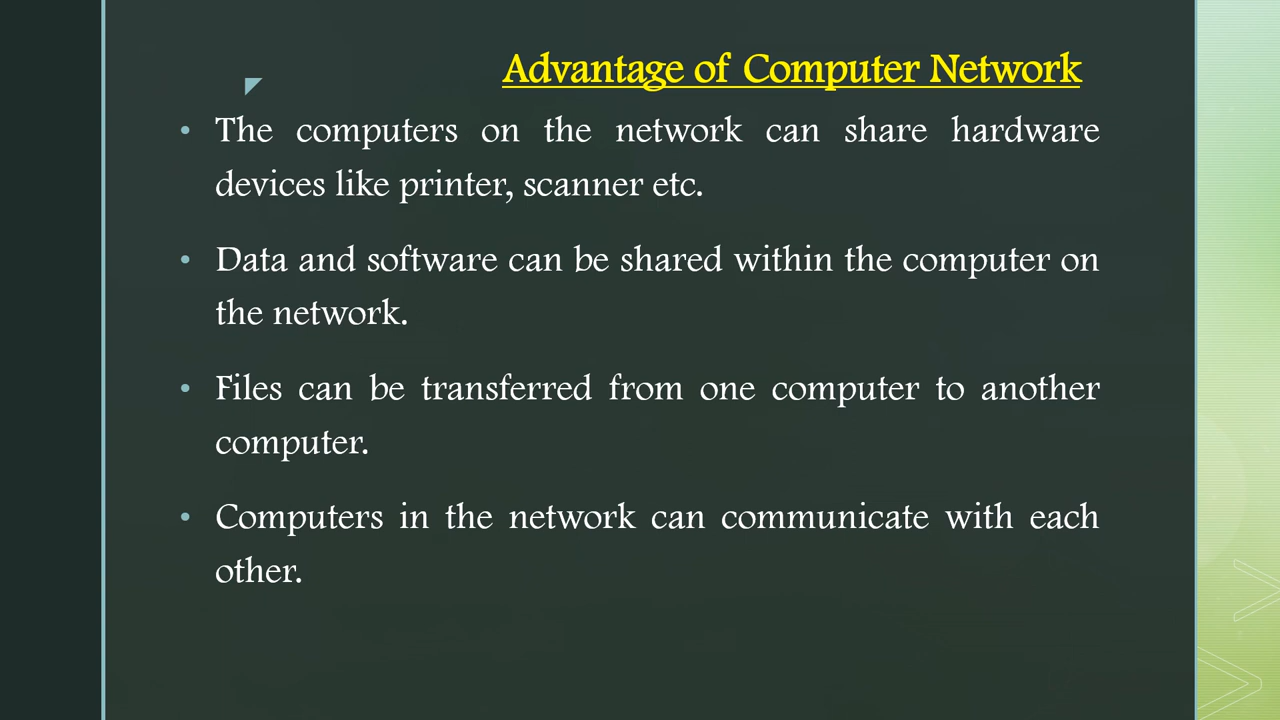 Advantage of Computer Network
• The computers on the network can share hardware
devices like printer, scanner etc.
• Data and software can be shared within the computer on
the network.
• Files can be transferred from one computer to another
computer.
• Computers in the network can communicate with each
other.